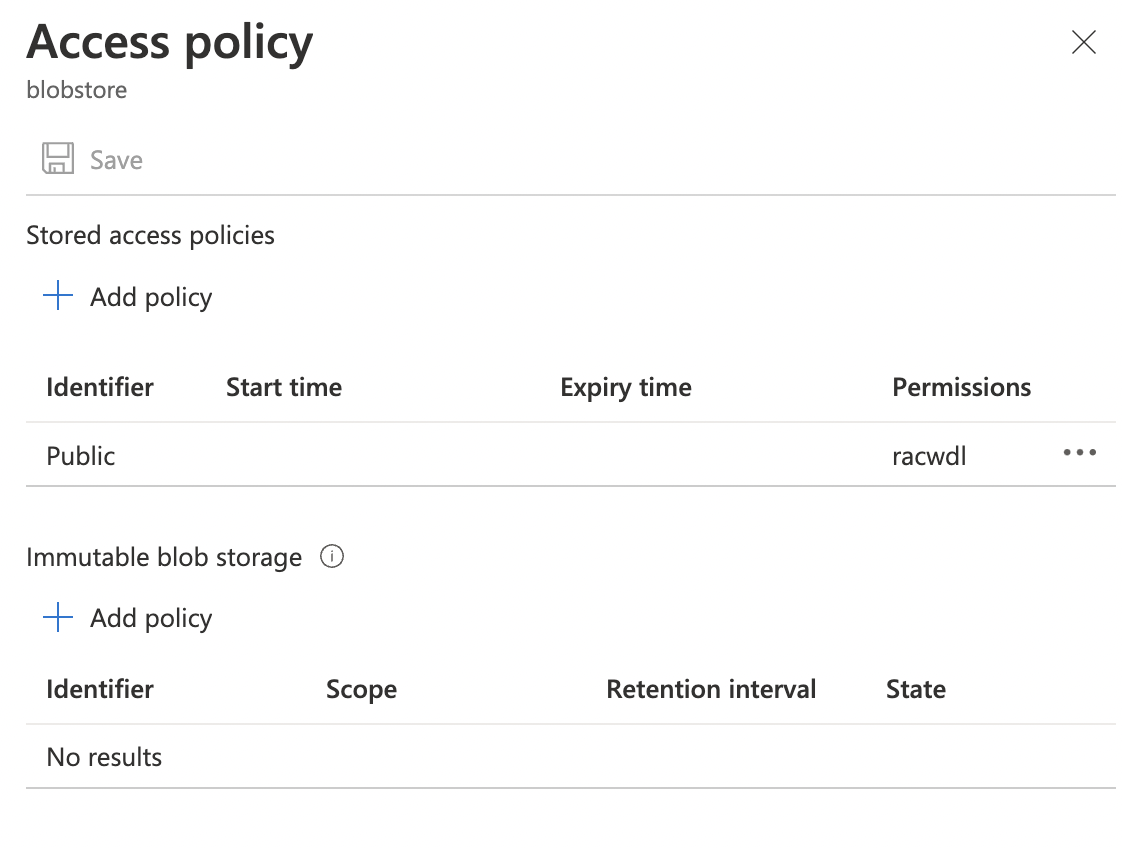 Access policy
blobstore
Save
Stored access policies
Add policy
Identifier Start time Expiry time Permissions
Public racwdl
Immutable blob storage
Add policy
Identifier Scope Retention interval State
No results